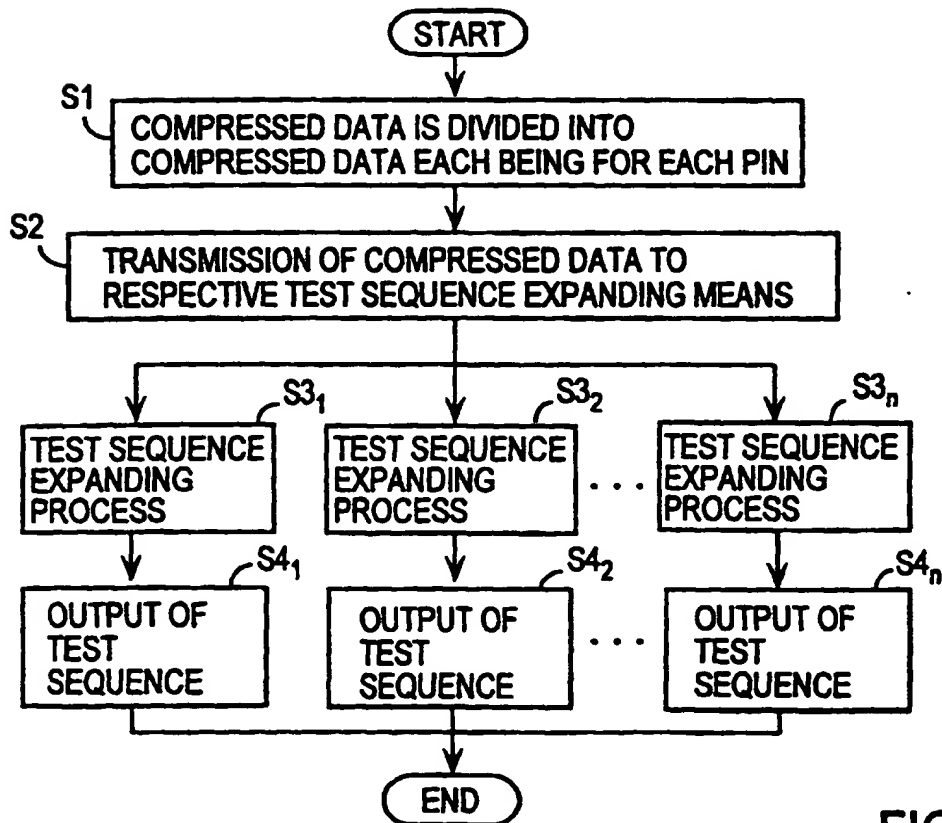 START
S1
COMPRESSED DATA IS DIVIDED INTO
COMPRESSED DATA EACH BEING FOR EACH PIN
S2
TRANSMISSION OF COMPRESSED DATA TO
RESPECTIVE TEST SEQUENCE EXPANDING MEANS
S3₁
TEST SEQUENCE
EXPANDING
PROCESS
S3₂
TEST SEQUENCE
EXPANDING
PROCESS
. . .
S3ₙ
TEST SEQUENCE
EXPANDING
PROCESS
S4₁
OUTPUT OF
TEST
SEQUENCE
S4₂
OUTPUT OF
TEST
SEQUENCE
. . .
S4ₙ
OUTPUT OF
TEST
SEQUENCE
END